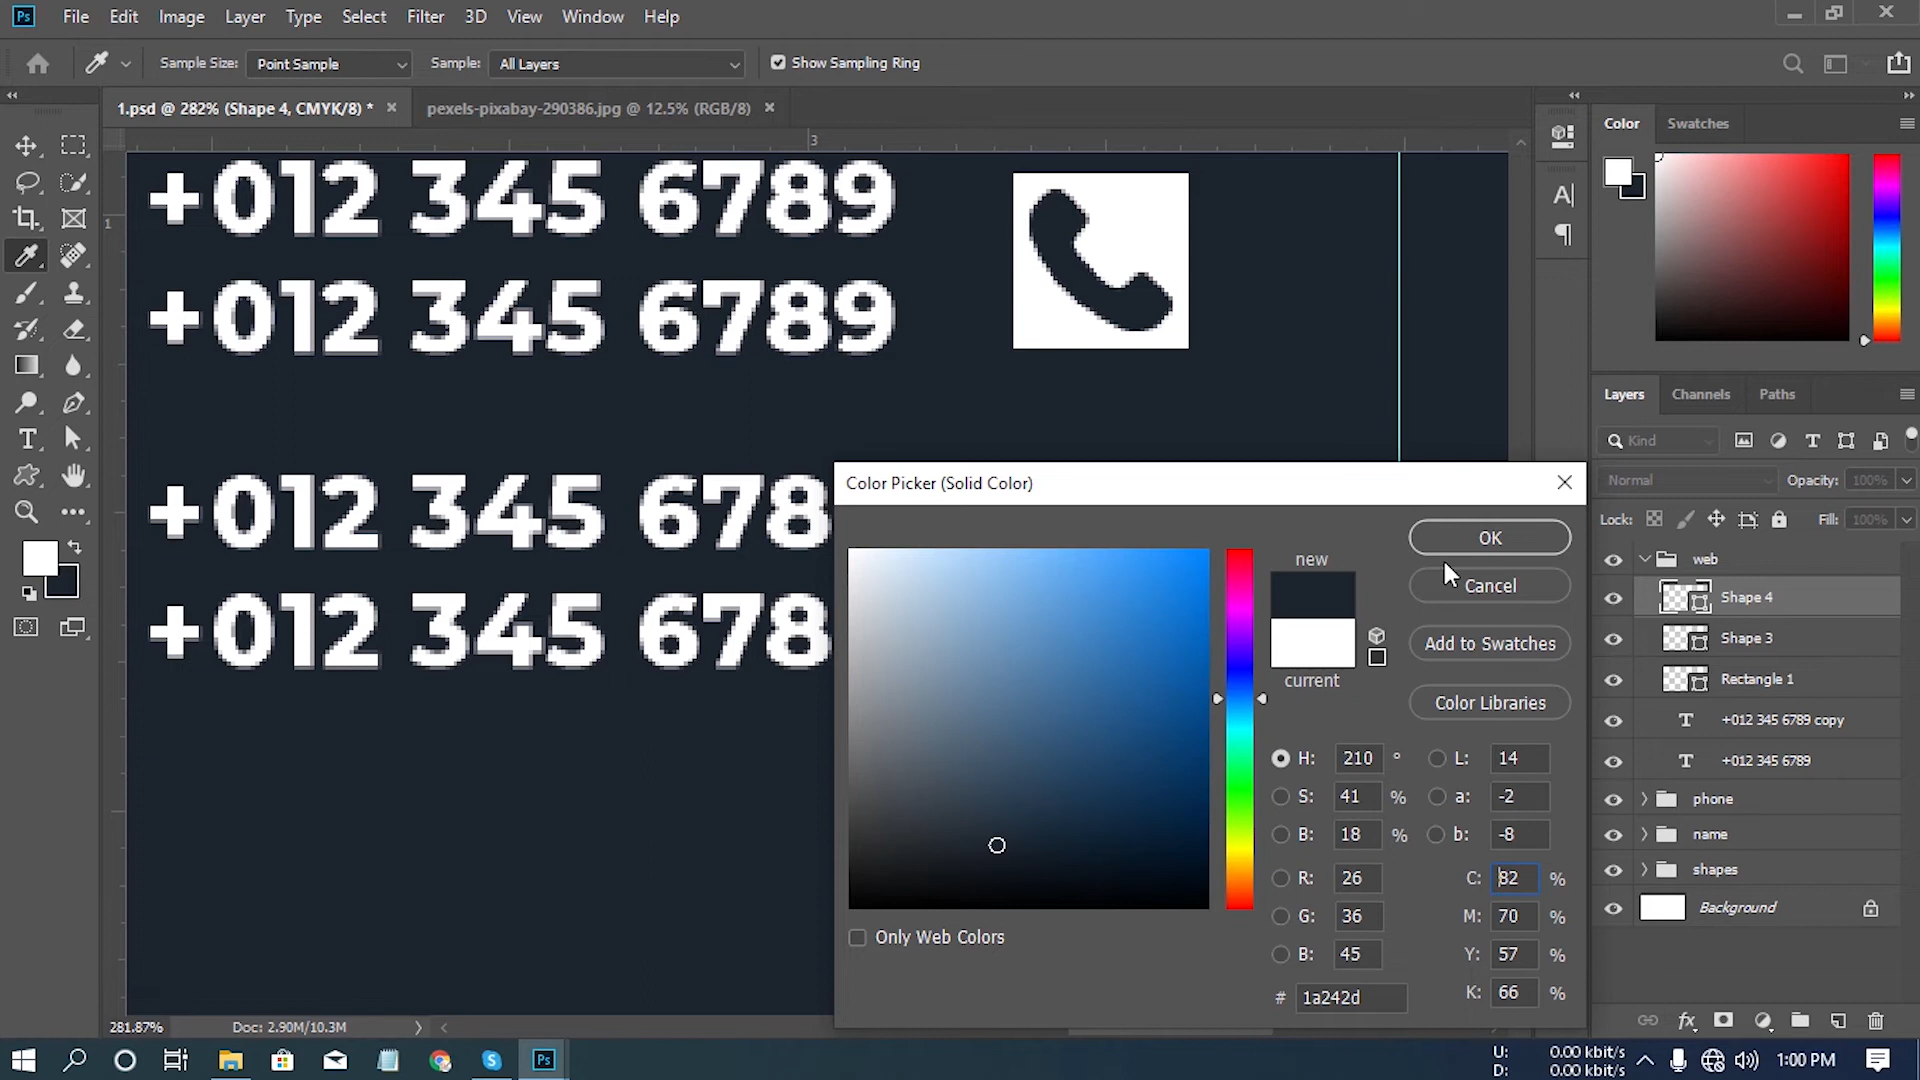 Ps File Edit Image Layer Type Select Filter 3D View Window Help
Sample Size: Point Sample Sample: All Layers Show Sampling Ring
1.psd @ 282% (Shape 4, CMYK/8) * pexels-pixabay-290386.jpg @ 12.5% (RGB/8)
3
1
+012 345 6789
+012 345 6789
+012 345 678
+012 345 678
Color Swatches
Layers Channels Paths
Kind
Normal Opacity: 100%
Lock: Fill: 100%
web
Shape 4
Shape 3
Rectangle 1
+012 345 6789 copy
+012 345 6789
phone
name
shapes
Background
Color Picker (Solid Color)
new
current
OK
Cancel
Add to Swatches
Color Libraries
H: 210 °
S: 41 %
B: 18 %
R: 26
G: 36
B: 45
# 1a242d
L: 14
a: -2
b: -8
C: 82 %
M: 70 %
Y: 57 %
K: 66 %
Only Web Colors
281.87% Doc: 2.90M/10.3M
U: 0.00 kbit/s
D: 0.00 kbit/s
1:00 PM